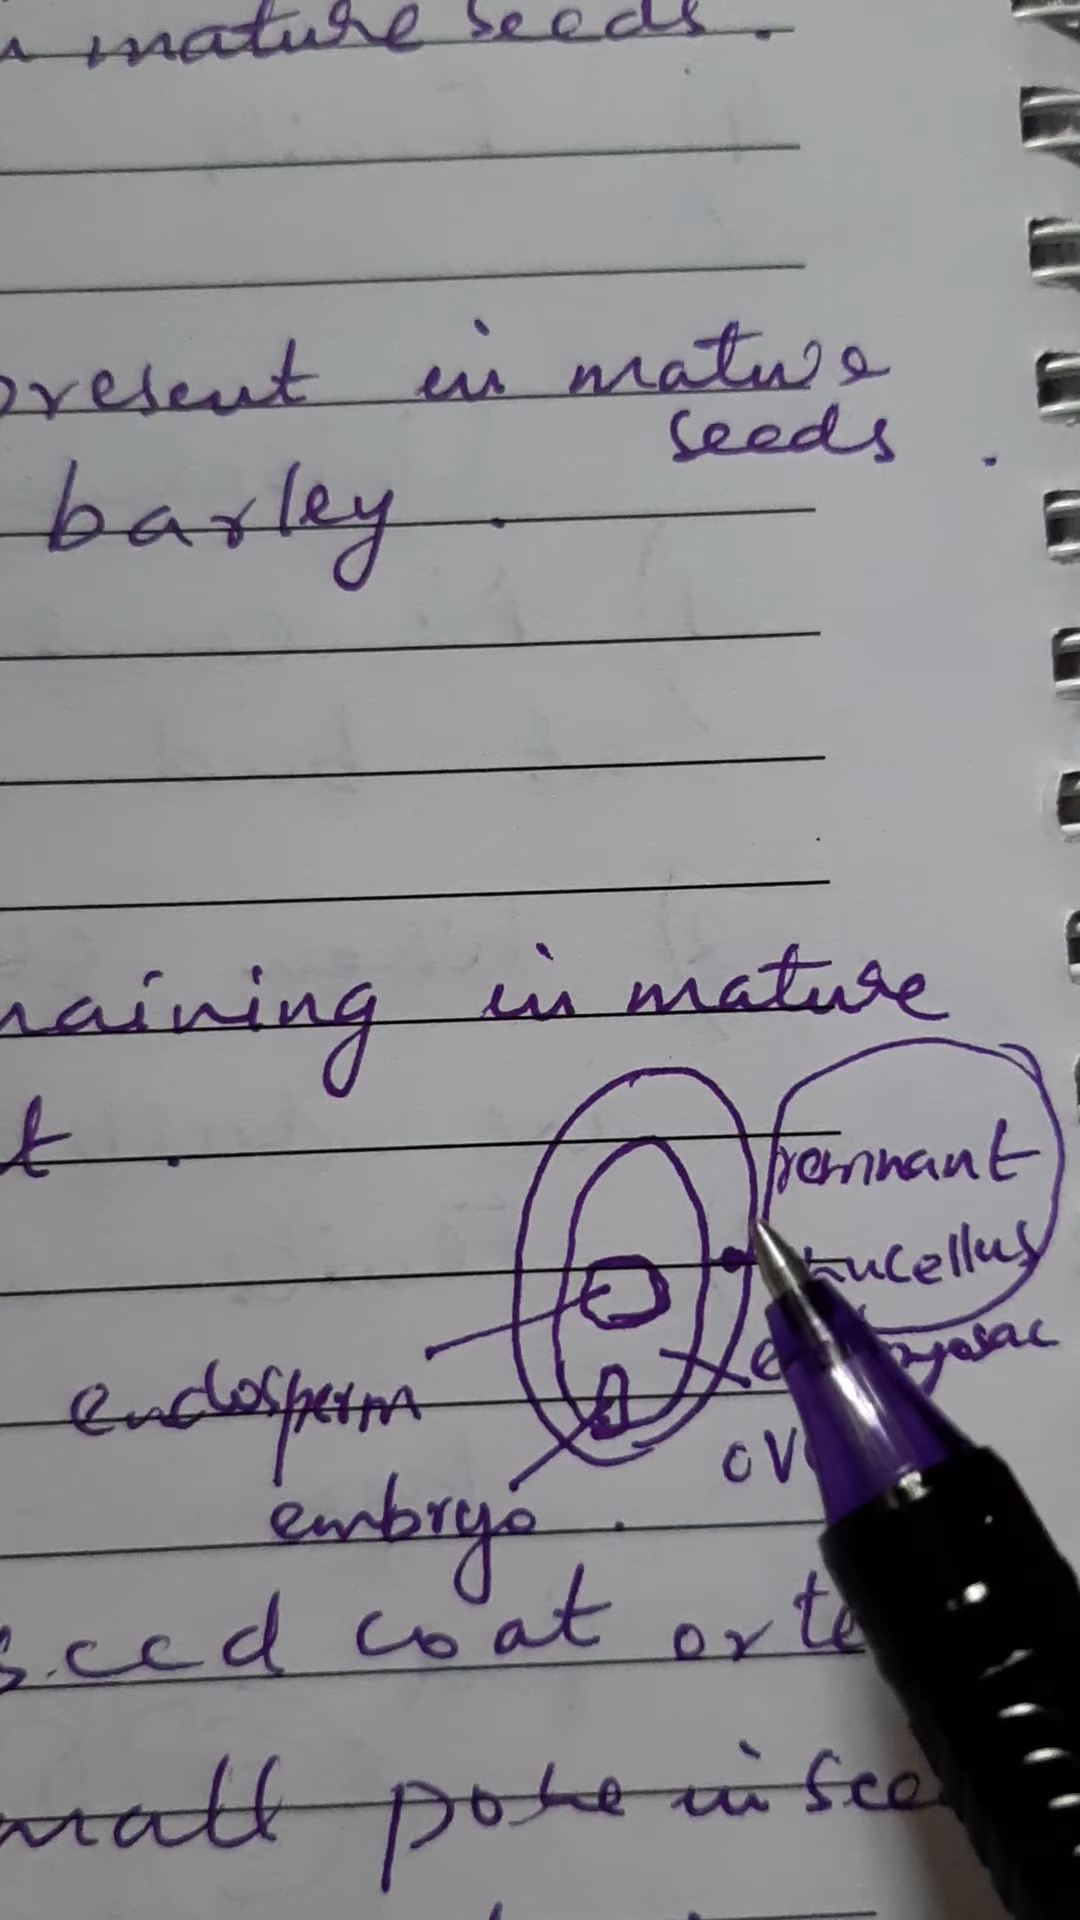 mature seeds.
present in mature
seeds.
barley.
maining in mature
t.
remnant
nucellus
endosperm
embryo.
seed coat or te
mall pore in see